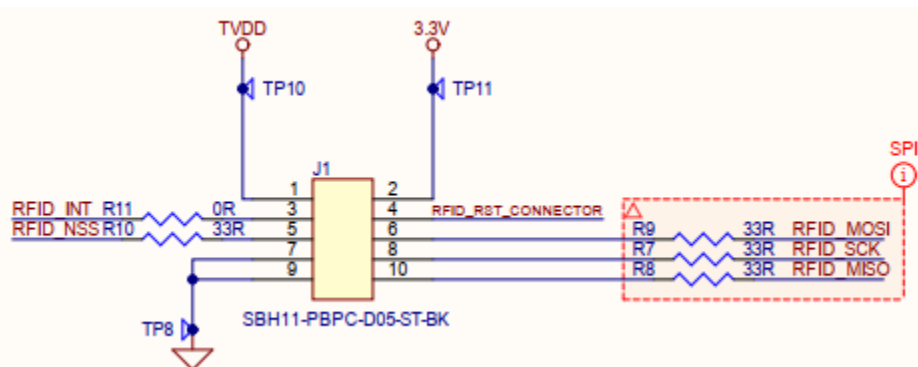 TVDD 3.3V
TP10 TP11
SPI
i
J1
1 2
RFID_INT R11 0R 3 4 RFID_RST_CONNECTOR
RFID_NSS R10 33R 5 6 R9 33R RFID_MOSI
7 8 R7 33R RFID_SCK
9 10 R8 33R RFID_MISO
SBH11-PBPC-D05-ST-BK
TP8